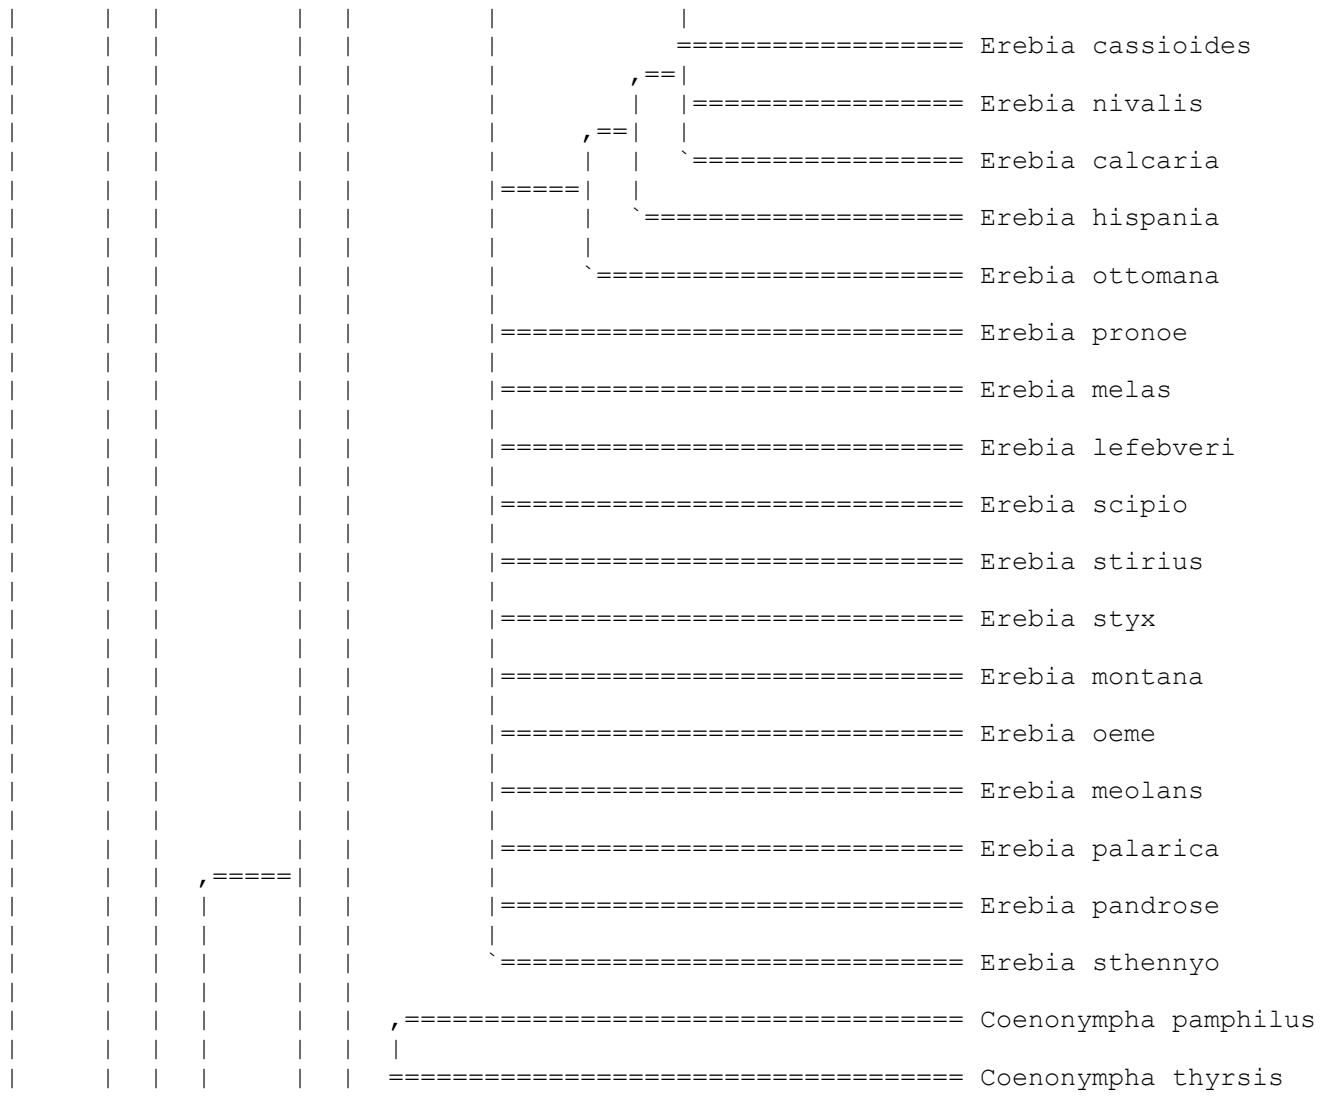 Erebia cassioides
Erebia nivalis
Erebia calcaria
Erebia hispania
Erebia ottomana
Erebia pronoe
Erebia melas
Erebia lefebveri
Erebia scipio
Erebia stirius
Erebia styx
Erebia montana
Erebia oeme
Erebia meolans
Erebia palarica
Erebia pandrose
Erebia sthennyo
Coenonympha pamphilus
Coenonympha thyrsis